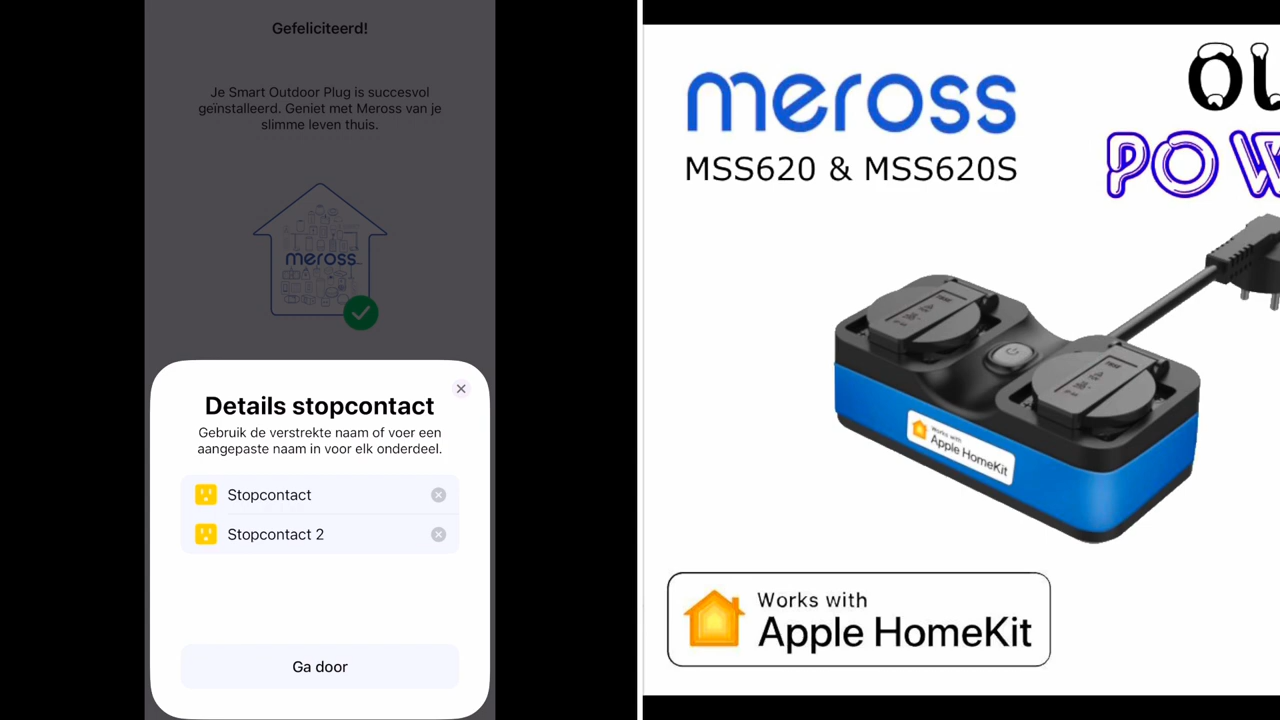 Gefeliciteerd!
Je Smart Outdoor Plug is succesvol
geïnstalleerd. Geniet met Meross van je
slimme leven thuis.
meross
Details stopcontact
Gebruik de verstrekte naam of voer een
aangepaste naam in voor elk onderdeel.
Stopcontact
Stopcontact 2
Ga door
meross
MSS620 & MSS620S
OU
POW
Works with
Apple HomeKit
Works with
Apple HomeKit